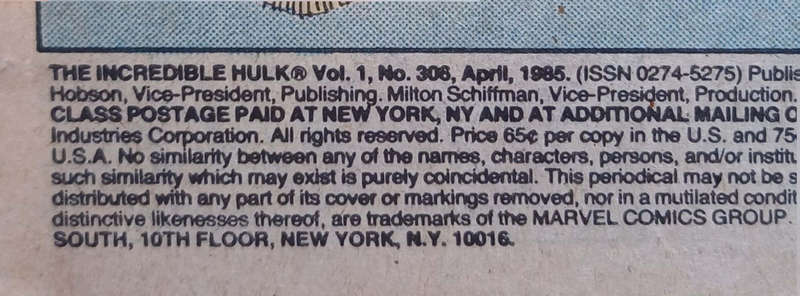 THE INCREDIBLE HULK® Vol. 1, No. 306, April, 1985. (ISSN 0274-5275) Publis
Hobson, Vice-President, Publishing. Milton Schiffman, Vice-President, Production.
CLASS POSTAGE PAID AT NEW YORK, NY AND AT ADDITIONAL MAILING O
Industries Corporation. All rights reserved. Price 65¢ per copy in the U.S. and 75
U.S.A. No similarity between any of the names, characters, persons, and/or institu
such similarity which may exist is purely coincidental. This periodical may not be s
distributed with any part of its cover or markings removed, nor in a mutilated condit
distinctive likenesses thereof, are trademarks of the MARVEL COMICS GROUP.
SOUTH, 10TH FLOOR, NEW YORK, N.Y. 10016.